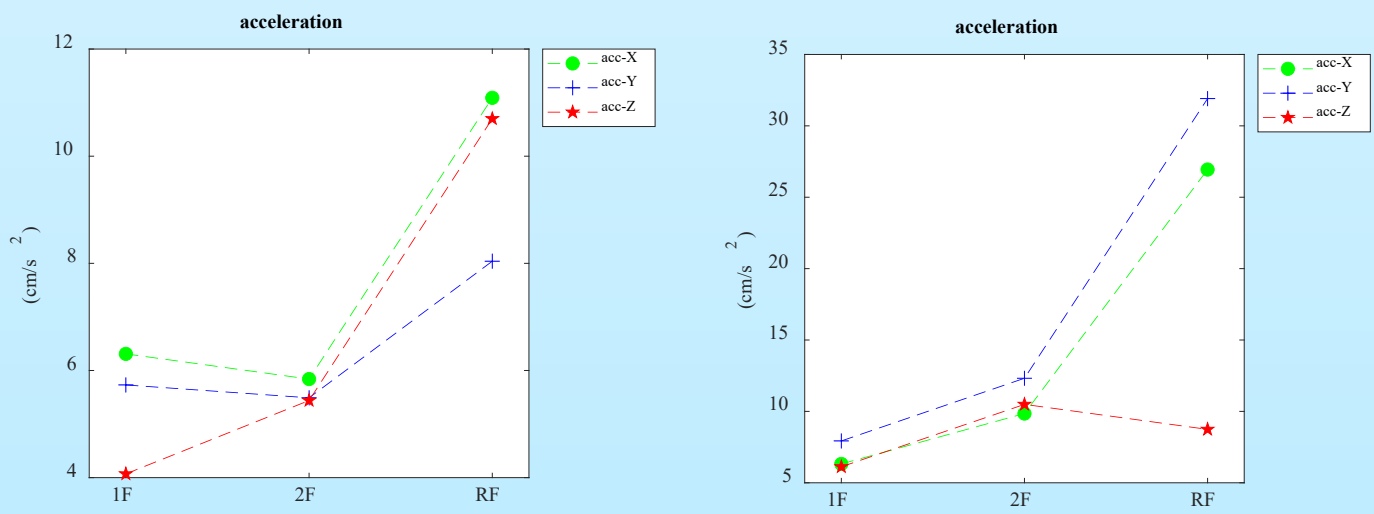 acceleration
12
10
8
6
4
(cm/s 2 )
1F 2F RF
acc-X
acc-Y
acc-Z
acceleration
35
30
25
20
15
10
5
(cm/s 2 )
1F 2F RF
acc-X
acc-Y
acc-Z